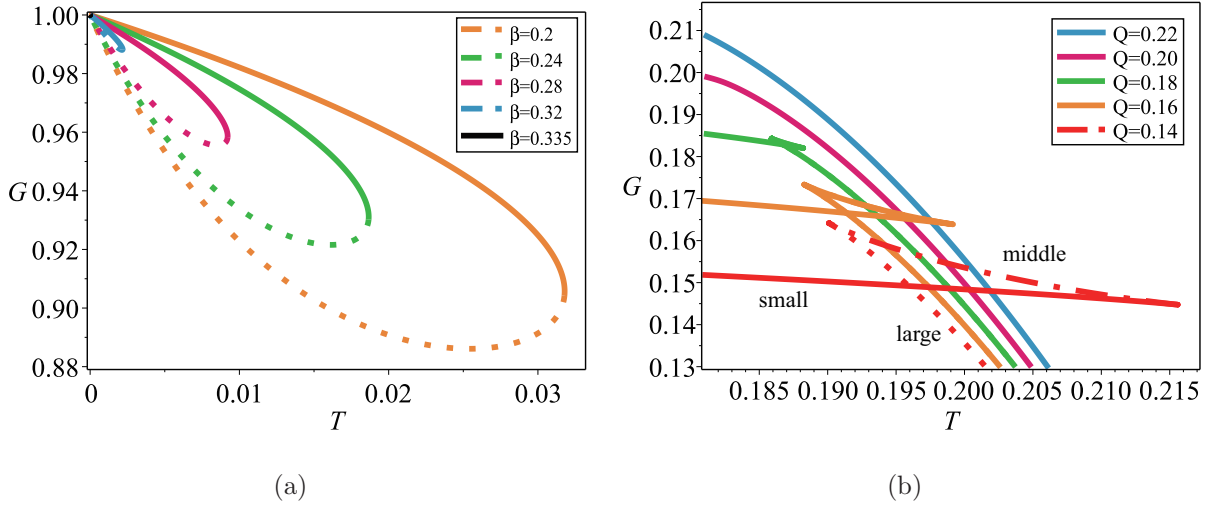 1.00
0.98
0.96
0.94
0.92
0.90
0.88
G
0
0.01
0.02
0.03
T
β=0.2
β=0.24
β=0.28
β=0.32
β=0.335
(a)
0.21
0.20
0.19
0.18
0.17
0.16
0.15
0.14
0.13
G
0.185
0.190
0.195
0.200
0.205
0.210
0.215
T
Q=0.22
Q=0.20
Q=0.18
Q=0.16
Q=0.14
middle
small
large
(b)